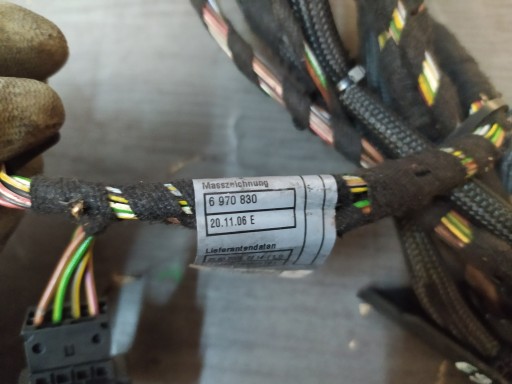 Masszeichnung
6 970 830
20.11.06 E
Lieferantendaten